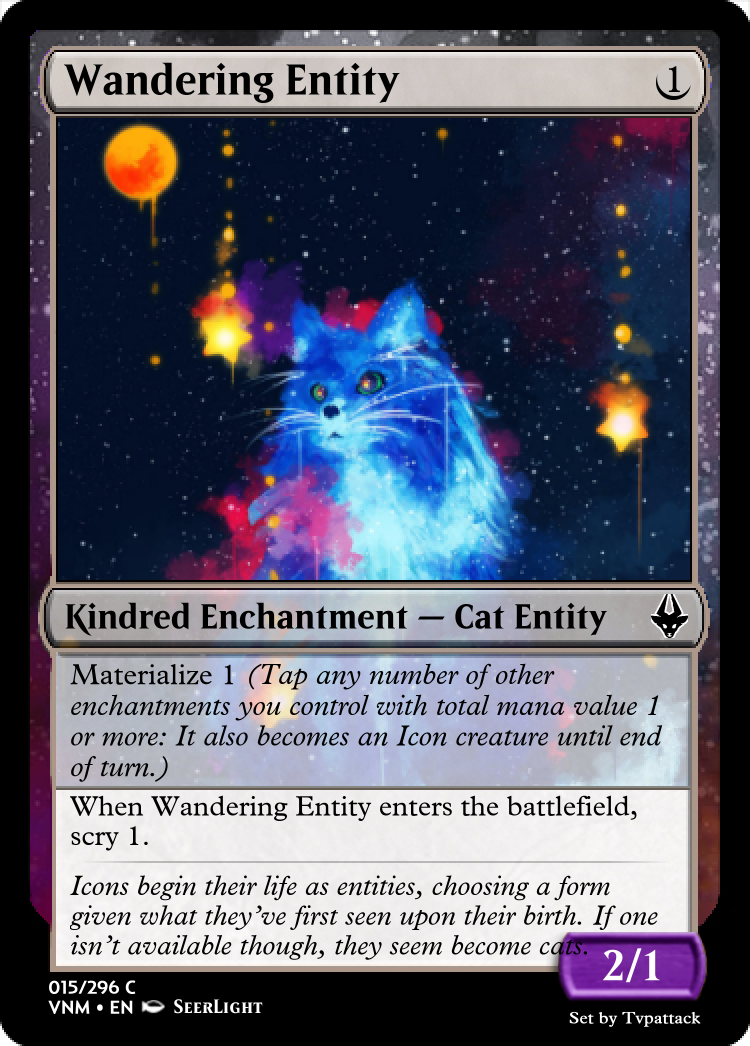 Wandering Entity
1
Kindred Enchantment — Cat Entity
Materialize 1 (Tap any number of other
enchantments you control with total mana value 1
or more: It also becomes an Icon creature until end
of turn.)
When Wandering Entity enters the battlefield,
scry 1.
Icons begin their life as entities, choosing a form
given what they've first seen upon their birth. If one
isn't available though, they seem become cats.
2/1
015/296 C
VNM • EN SeerLight
Set by Tvpattack